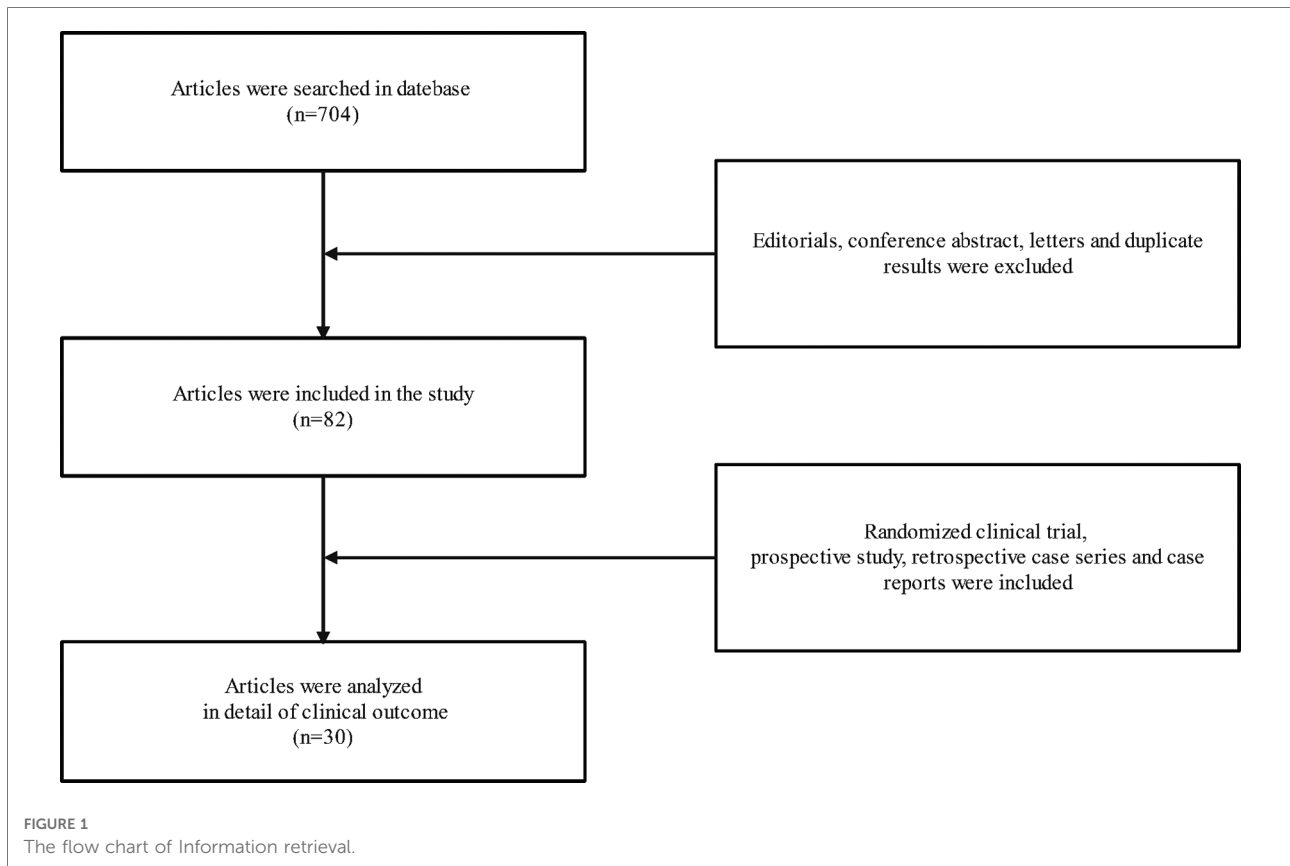 Articles were searched in datebase
(n=704)
Editorials, conference abstract, letters and duplicate
results were excluded
Articles were included in the study
(n=82)
Randomized clinical trial,
prospective study, retrospective case series and case
reports were included
Articles were analyzed
in detail of clinical outcome
(n=30)
FIGURE 1
The flow chart of Information retrieval.